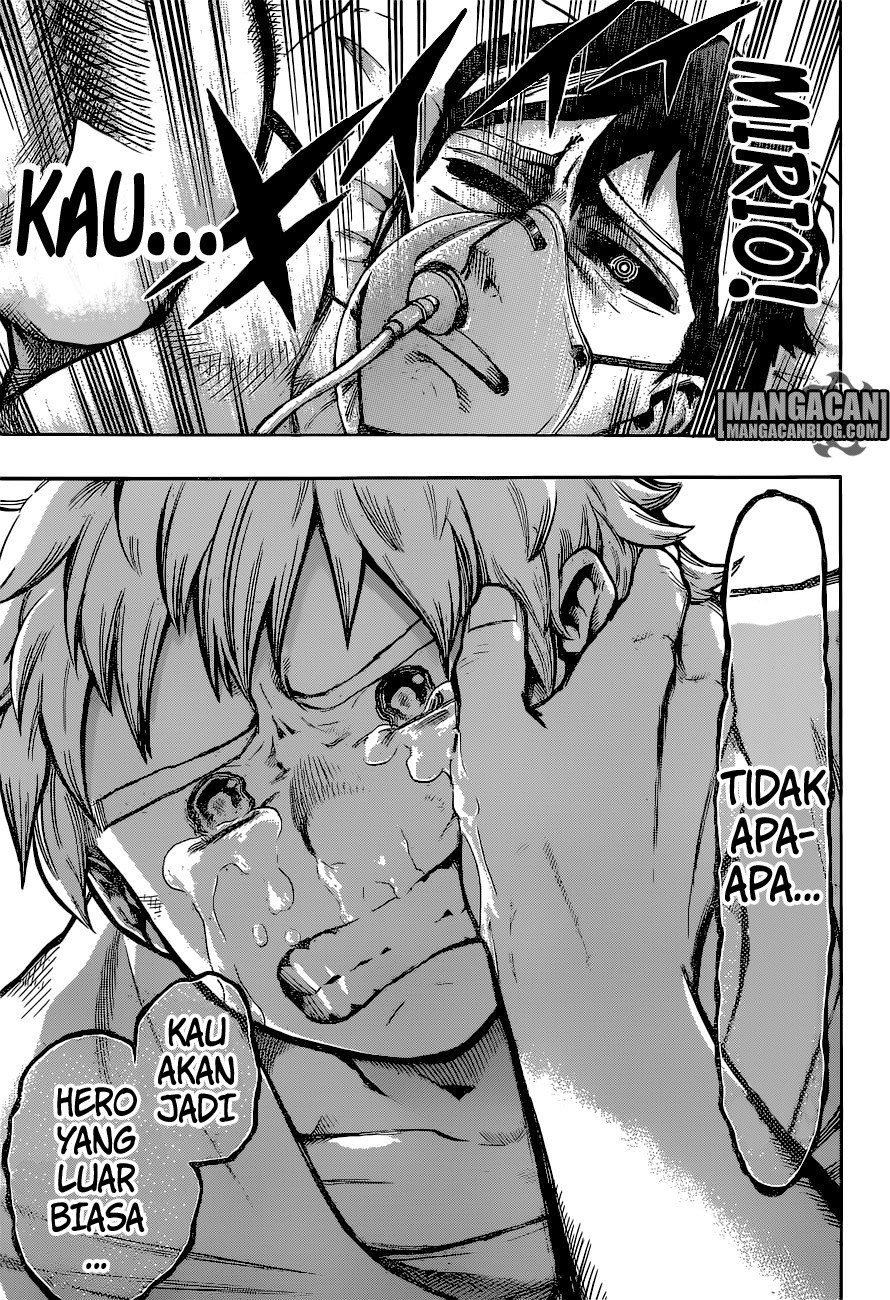 MIRIO!
KAU...
[MANGACAN]
MANGACANBLOG.COM
TIDAK
APA-
APA...
KAU
AKAN
JADI
HERO
YANG
LUAR
BIASA
...